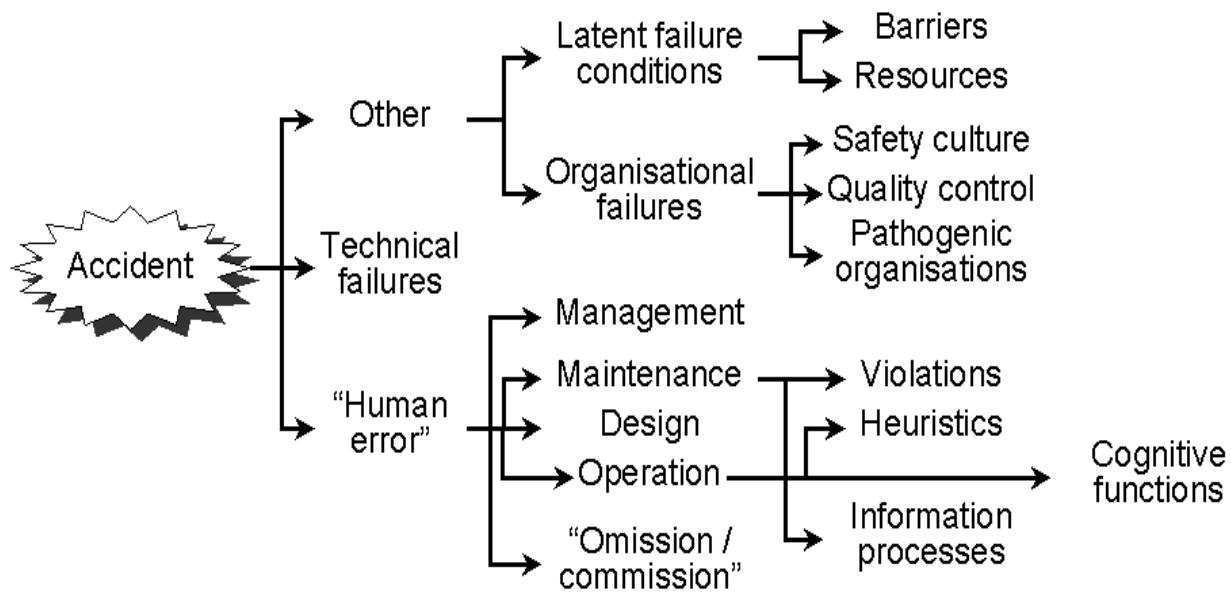 Latent failure
conditions
Barriers
Resources
Other
Organisational
failures
Safety culture
Quality control
Pathogenic
organisations
Accident
Technical
failures
“Human
error”
Management
Maintenance
Design
Operation
“Omission /
commission”
Violations
Heuristics
Information
processes
Cognitive
functions